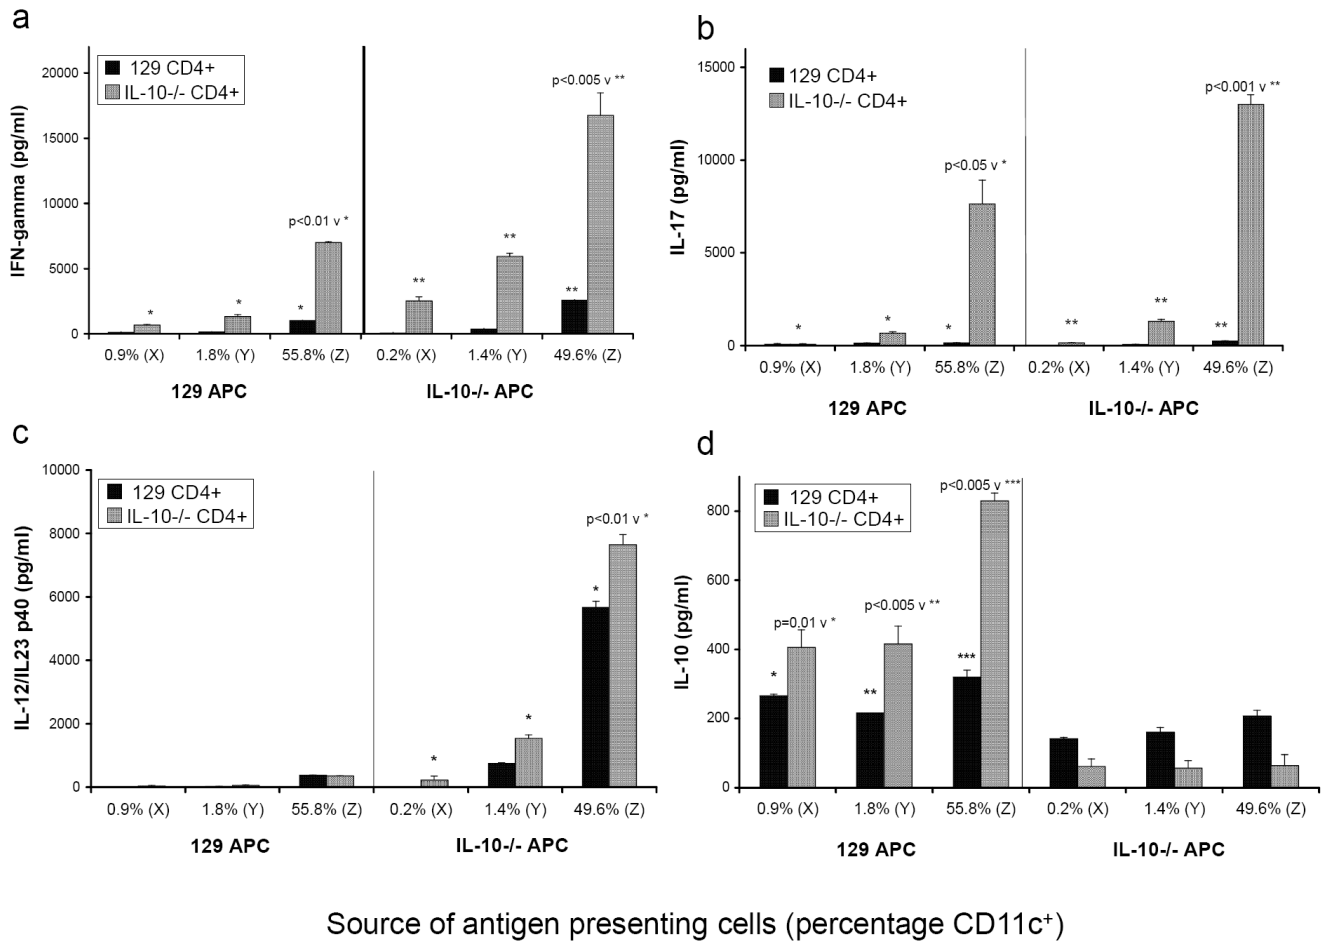 a
IFN-gamma (pg/ml)
20000
15000
10000
5000
0
129 CD4+
IL-10-/- CD4+
*
*
*
p<0.01 v *
**
**
**
p<0.005 v **
0.9% (X)
1.8% (Y)
55.8% (Z)
0.2% (X)
1.4% (Y)
49.6% (Z)
129 APC
IL-10-/- APC
b
IL-17 (pg/ml)
15000
10000
5000
0
129 CD4+
IL-10-/- CD4+
*
*
*
p<0.05 v *
**
**
**
p<0.001 v **
0.9% (X)
1.8% (Y)
55.8% (Z)
0.2% (X)
1.4% (Y)
49.6% (Z)
129 APC
IL-10-/- APC
c
IL-12/IL23 p40 (pg/ml)
10000
8000
6000
4000
2000
0
129 CD4+
IL-10-/- CD4+
*
*
*
p<0.01 v *
0.9% (X)
1.8% (Y)
55.8% (Z)
0.2% (X)
1.4% (Y)
49.6% (Z)
129 APC
IL-10-/- APC
d
IL-10 (pg/ml)
800
600
400
200
0
129 CD4+
IL-10-/- CD4+
*
p=0.01 v *
**
p<0.005 v **
***
p<0.005 v ***
0.9% (X)
1.8% (Y)
55.8% (Z)
0.2% (X)
1.4% (Y)
49.6% (Z)
129 APC
IL-10-/- APC
Source of antigen presenting cells (percentage CD11c⁺)